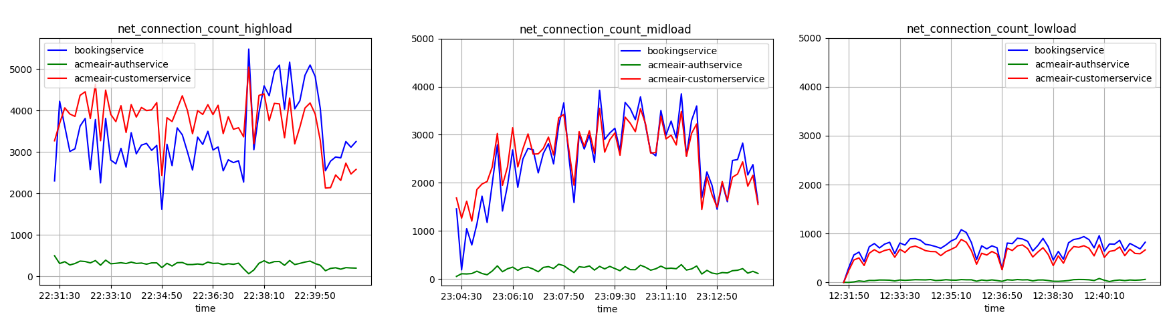 net_connection_count_highload
bookingservice
acmeair-authservice
acmeair-customerservice
5000
4000
3000
2000
1000
0
22:31:30 22:33:10 22:34:50 22:36:30 22:38:10 22:39:50
time
net_connection_count_midload
bookingservice
acmeair-authservice
acmeair-customerservice
5000
4000
3000
2000
1000
0
23:04:30 23:06:10 23:07:50 23:09:30 23:11:10 23:12:50
time
net_connection_count_lowload
bookingservice
acmeair-authservice
acmeair-customerservice
5000
4000
3000
2000
1000
0
12:31:50 12:33:30 12:35:10 12:36:50 12:38:30 12:40:10
time